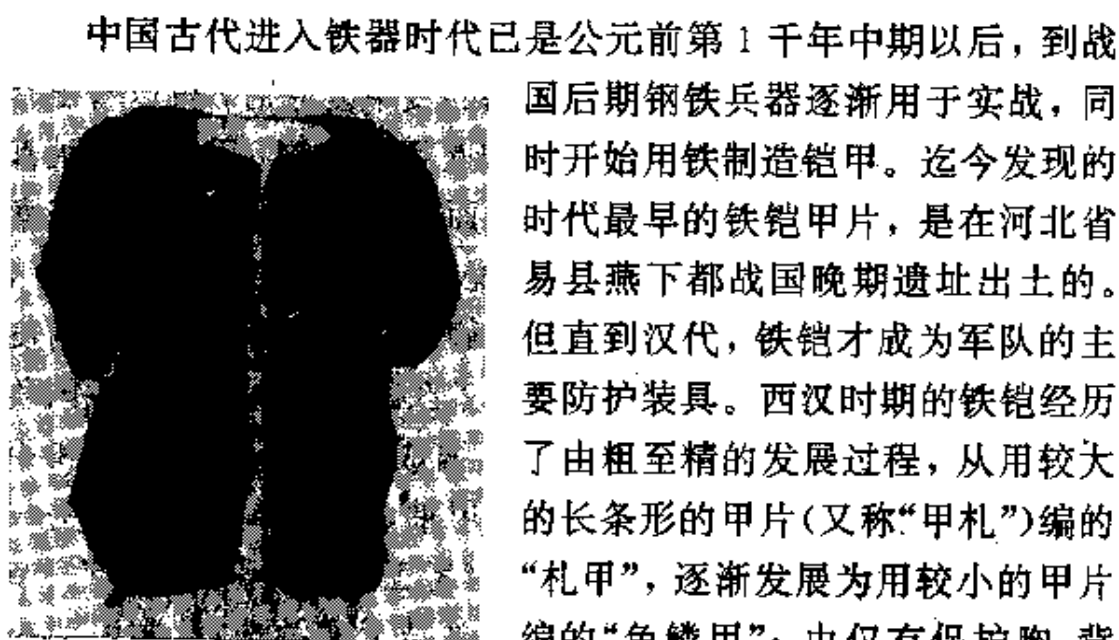 中国古代进入铁器时代已是公元前第1千年中期以后，到战
国后期钢铁兵器逐渐用于实战，同
时开始用铁制造铠甲。迄今发现的
时代最早的铁铠甲片，是在河北省
易县燕下都战国晚期遗址出土的。
但直到汉代，铁铠才成为军队的主
要防护装具。西汉时期的铁铠经历
了由粗至精的发展过程，从用较大
的长条形的甲片（又称“甲札”）编的
“札甲”，逐渐发展为用较小的甲片